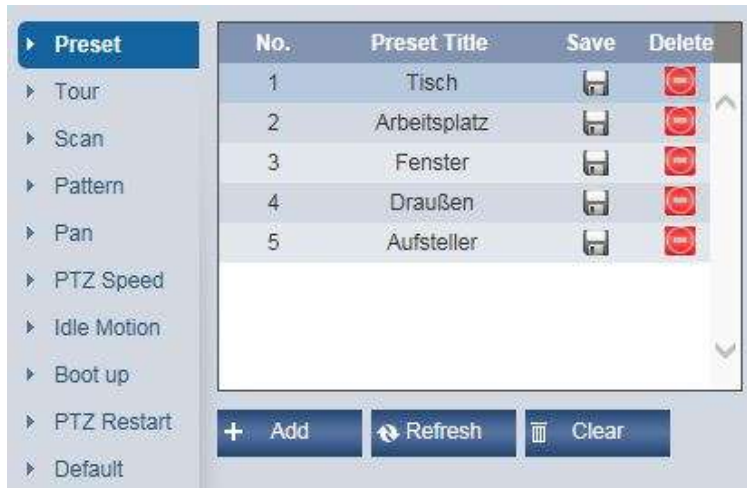 Preset
Tour
Scan
Pattern
Pan
PTZ Speed
Idle Motion
Boot up
PTZ Restart
Default
No. Preset Title Save Delete
1 Tisch
2 Arbeitsplatz
3 Fenster
4 Draußen
5 Aufsteller
Add Refresh Clear